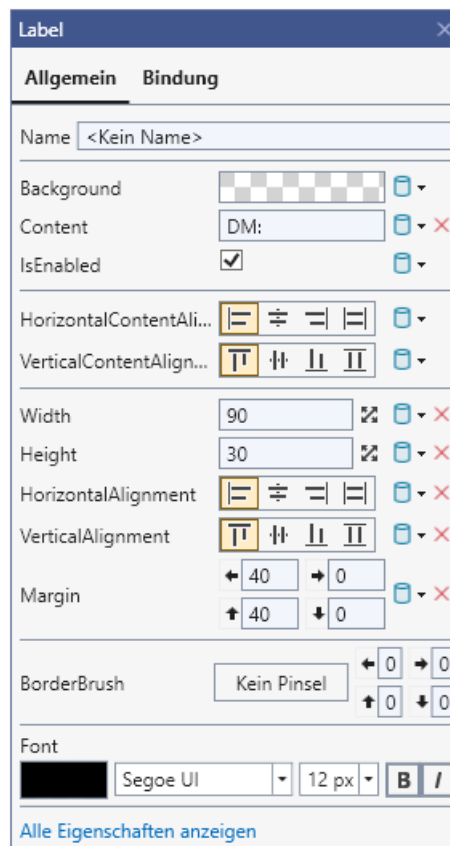 Label
Allgemein Bindung
Name <Kein Name>
Background
Content DM:
IsEnabled
HorizontalContentAli...
VerticalContentAlign...
Width 90
Height 30
HorizontalAlignment
VerticalAlignment
Margin 40 0
40 0
BorderBrush Kein Pinsel 0 0
0 0
Font
Segoe UI 12 px B I
Alle Eigenschaften anzeigen